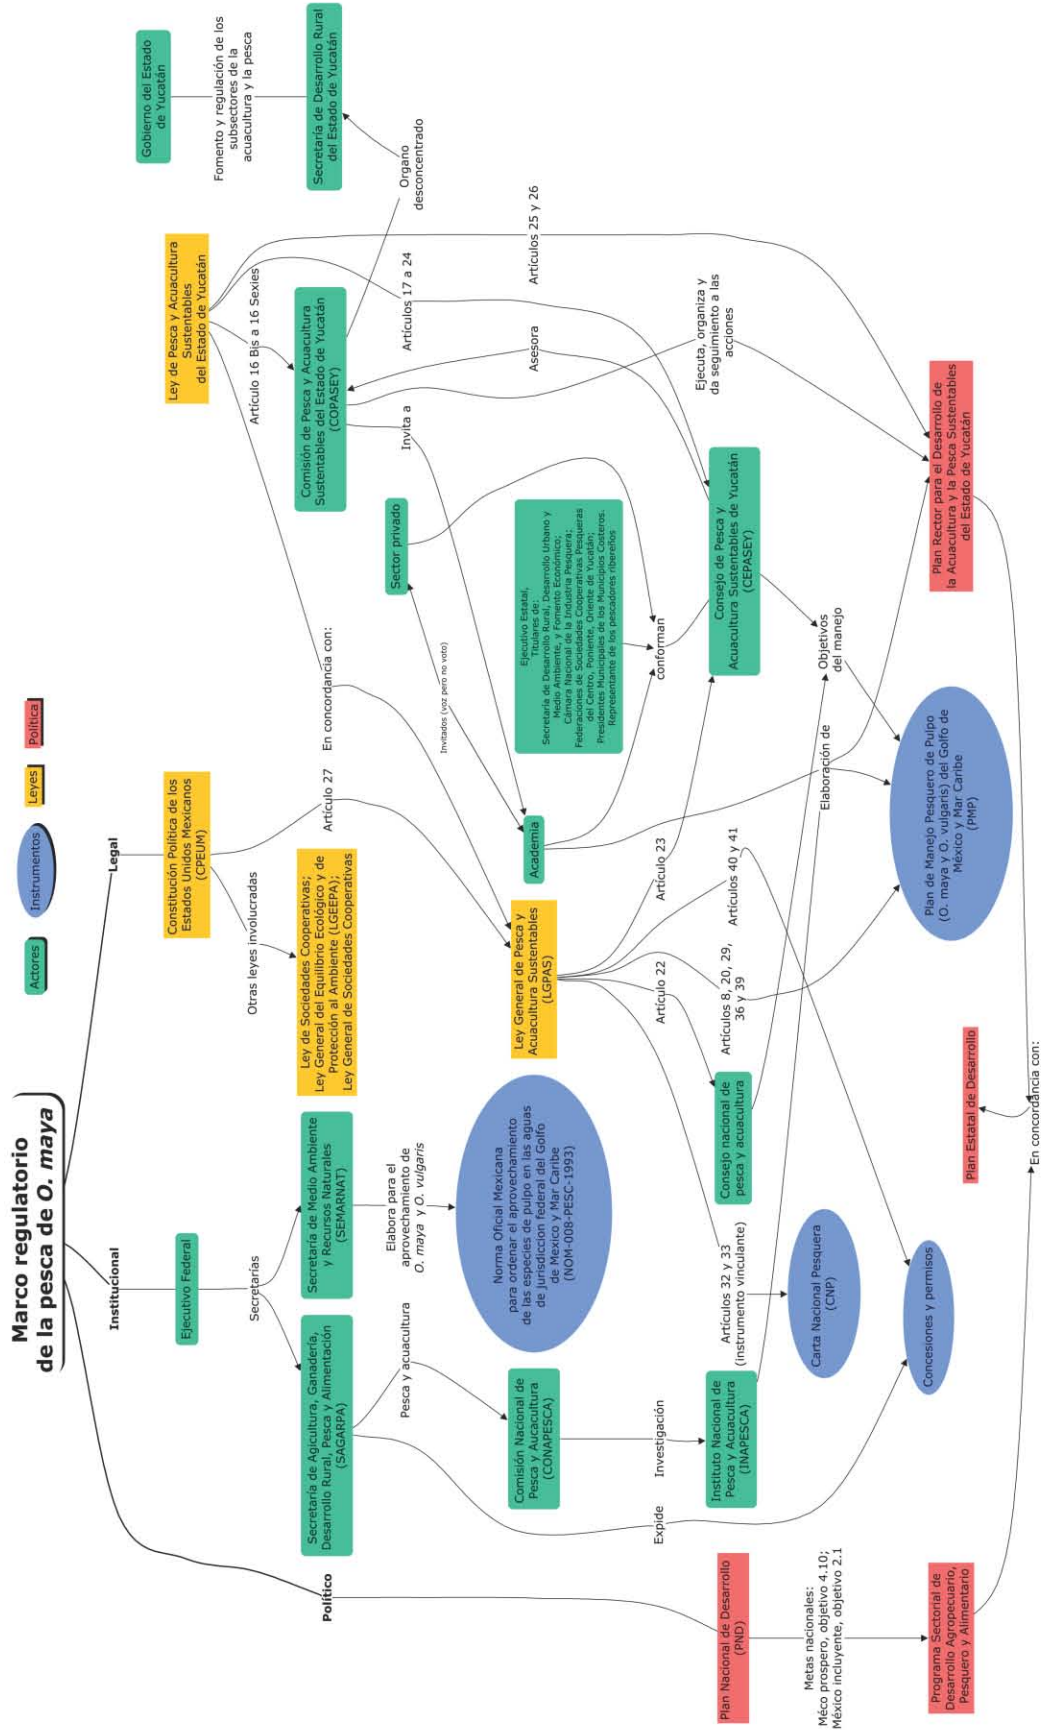 Marco regulatorio
de la pesca de O. maya
Actores
Instrumentos
Leyes
Política
Político
Institucional
Legal
Ejecutivo Federal
Secretarías
Secretaría de Agicultura, Ganadería,
Desarrollo Rural, Pesca y Alimentación
(SAGARPA)
Secretaría de Medio Ambiente
y Recursos Naturales
(SEMARNAT)
Pesca y acuacultura
Elabora para el
aprovechamiento de
O. maya y O. vulgaris
Comisión Nacional de
Pesca y Aucacultura
(CONAPESCA)
Norma Oficial Mexicana
para ordenar el aprovechamiento
de las especies de pulpo en las aguas
de jurisdiccion federal del Golfo
de Mexico y Mar Caribe
(NOM-008-PESC-1993)
Investigación
Expide
Instituto Nacional de
Pesca y Acuacultura
(INAPESCA)
Plan Nacional de Desarrollo
(PND)
Metas nacionales:
Méco prospero, objetivo 4.10;
México incluyente, objetivo 2.1
Programa Sectorial de
Desarrollo Agropecuario,
Pesquero y Alimentario
Constitución Política de los
Estados Unidos Mexicanos
(CPEUM)
Otras leyes involucradas
Artículo 27
Ley de Sociedades Cooperativas;
Ley General del Equilibrio Ecológico y de
Protección al Ambiente (LGEEPA);
Ley General de Sociedades Cooperativas
Ley General de Pesca y
Acuacultura Sustentables
(LGPAS)
Artículos 32 y 33
(instrumento vinculante)
Artículo 22
Artículos 8, 20, 29,
36 y 39
Artículo 23
Artículos 40 y 41
Consejo nacional de
pesca y acuacultura
Carta Nacional Pesquera
(CNP)
Concesiones y permisos
Ley de Pesca y Acuacultura
Sustentables
del Estado de Yucatán
En concordancia con:
Artículo 16 Bis a 16 Sexies
Artículos 17 a 24
Artículos 25 y 26
Comisión de Pesca y Acuacultura
Sustentables del Estado de Yucatán
(COPASEY)
Gobierno del Estado
de Yucatán
Fomento y regulación de los
subsectores de la
acuacultura y la pesca
Secretaría de Desarrollo Rural
del Estado de Yucatán
Organo
desconcentrado
Invita a
Asesora
Ejecuta, organiza y
da seguimiento a las
acciones
Sector privado
Invitados (voz pero no voto)
Academia
Ejecutivo Estatal,
Titulares de:
Secretaría de Desarrollo Rural, Desarrollo Urbano y
Medio Ambiente, y Fomento Económico;
Cámara Nacional de la Industria Pesquera;
Federaciones de Sociedades Cooperativas Pesqueras
del Centro, Poniente, Oriente de Yucatán;
Presidentes Municipales de los Municipios Costeros.
Representante de los pescadores ribereños
conforman
Consejo de Pesca y
Acuacultura Sustentables de Yucatán
(CEPASEY)
Elaboración de
Objetivos
del manejo
Plan de Manejo Pesquero de Pulpo
(O. maya y O. vulgaris) del Golfo de
México y Mar Caribe
(PMP)
Plan Rector para el Desarrollo de
la Acuacultura y la Pesca Sustentables
del Estado de Yucatán
Plan Estatal de Desarrollo
En concordancia con: